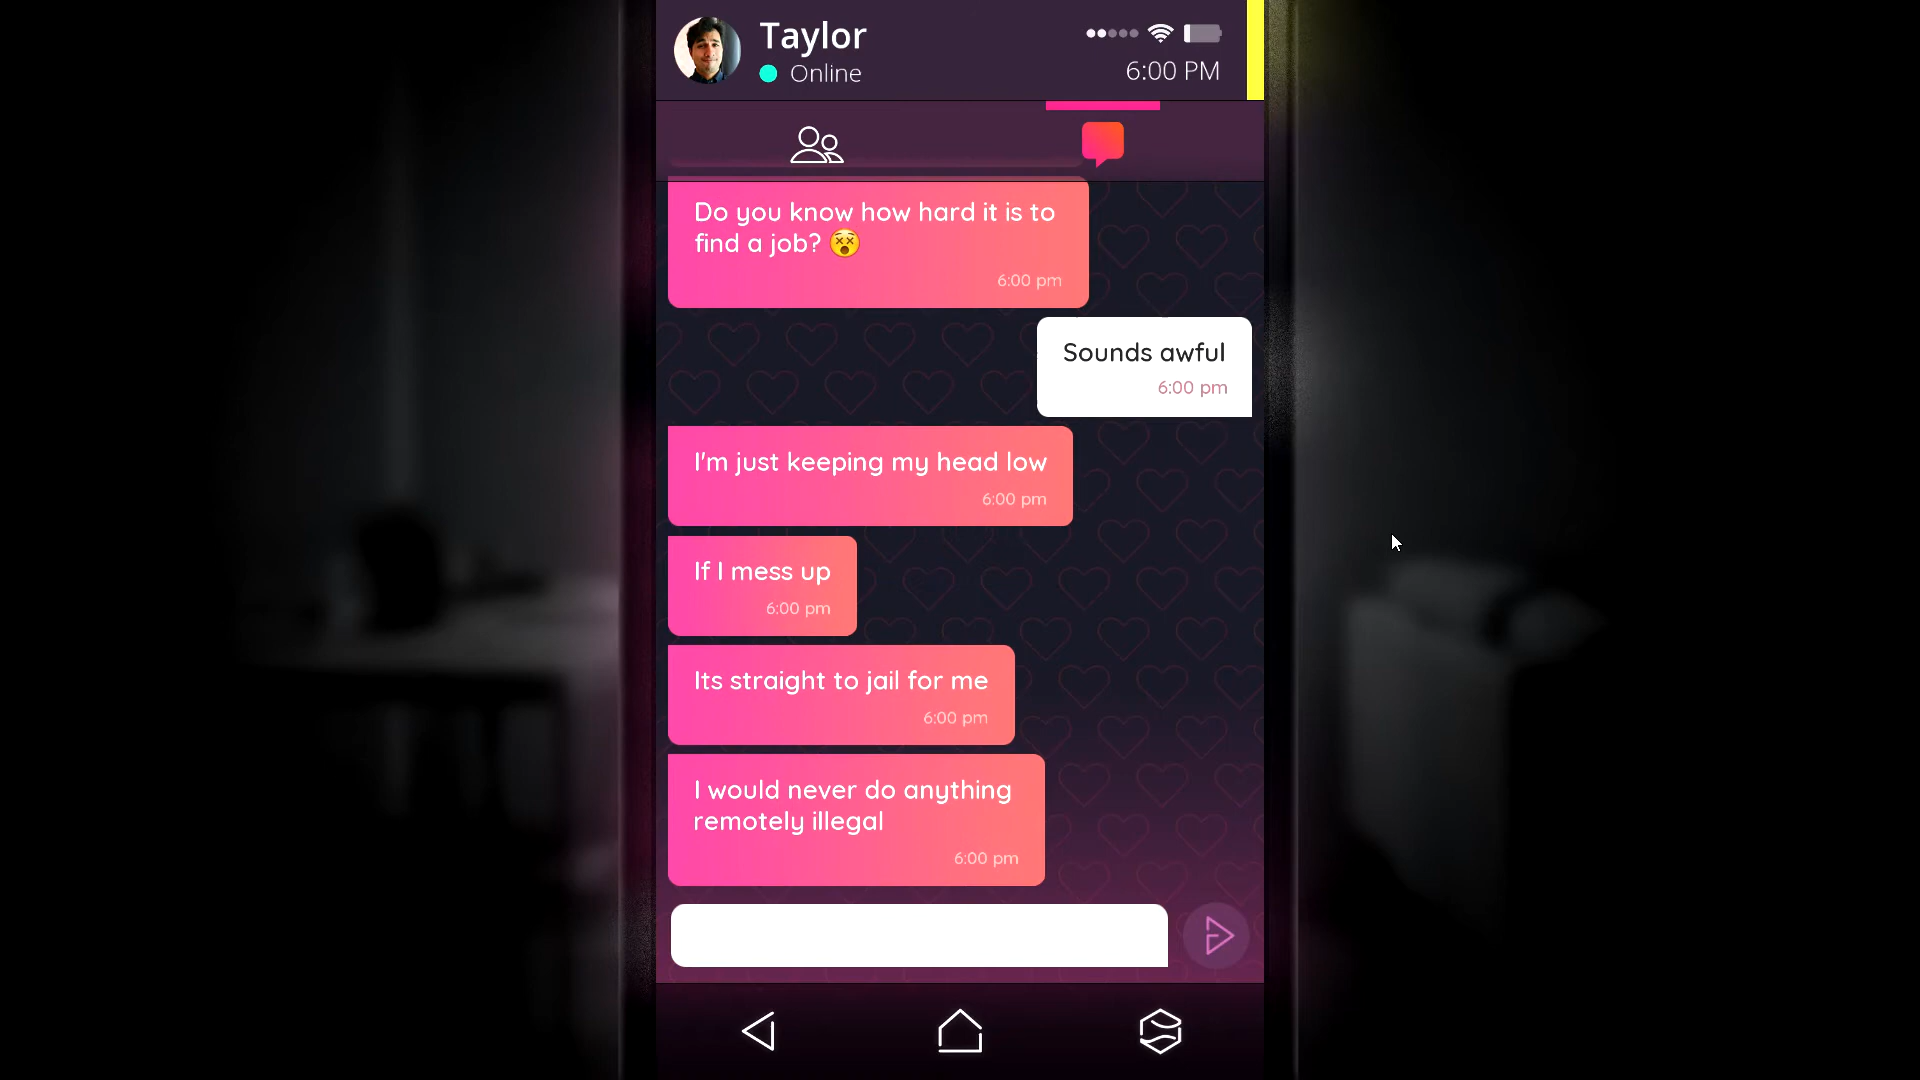 Taylor
Online
6:00 PM
Do you know how hard it is to
find a job? 😵
6:00 pm
Sounds awful
6:00 pm
I'm just keeping my head low
6:00 pm
If I mess up
6:00 pm
Its straight to jail for me
6:00 pm
I would never do anything
remotely illegal
6:00 pm